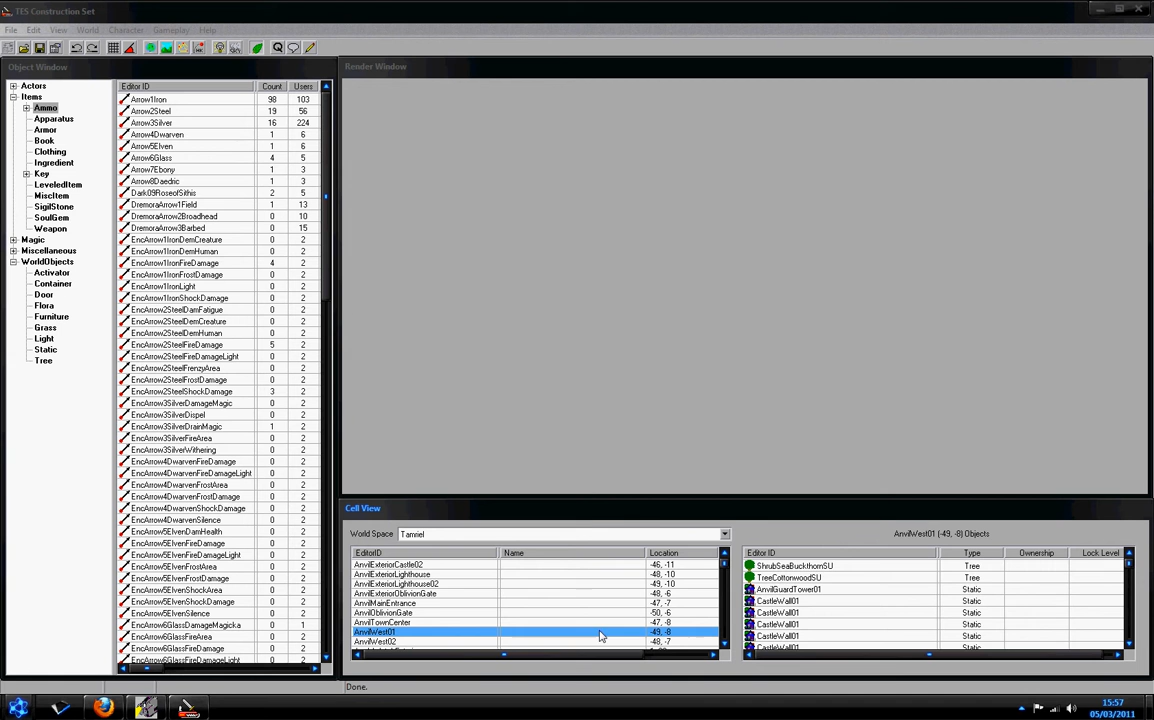 TES Construction Set
File Edit View World Character Gameplay Help
Object Window
Actors
Items
Ammo
Apparatus
Armor
Book
Clothing
Ingredient
Key
LeveledItem
MiscItem
SigilStone
SoulGem
Weapon
Magic
Miscellaneous
WorldObjects
Activator
Container
Door
Flora
Furniture
Grass
Light
Static
Tree
Editor ID Count Users
Arrow1Iron 98 103
Arrow2Steel 19 56
Arrow3Silver 16 224
Arrow4Dwarven 1 6
Arrow5Elven 1 6
Arrow6Glass 4 5
Arrow7Ebony 1 3
Arrow8Daedric 1 3
Dark09RoseofSithis 2 5
DremoraArrow1Field 1 13
DremoraArrow2Broadhead 0 10
DremoraArrow3Barbed 0 15
EncArrow1IronDemCreature 0 2
EncArrow1IronDemHuman 0 2
EncArrow1IronFireDamage 4 2
EncArrow1IronFrostDamage 0 2
EncArrow1IronLight 0 2
EncArrow1IronShockDamage 0 2
EncArrow2SteelDamFatigue 0 2
EncArrow2SteelDemCreature 0 2
EncArrow2SteelDemHuman 0 2
EncArrow2SteelFireDamage 5 2
EncArrow2SteelFireDamageLight 0 2
EncArrow2SteelFrenzyArea 0 2
EncArrow2SteelFrostDamage 0 2
EncArrow2SteelShockDamage 3 2
EncArrow3SilverDamageMagic 0 2
EncArrow3SilverDispel 0 2
EncArrow3SilverDrainMagic 1 2
EncArrow3SilverFireArea 0 2
EncArrow3SilverWithering 0 2
EncArrow4DwarvenFireDamage 0 2
EncArrow4DwarvenFireDamageLight 0 2
EncArrow4DwarvenFrostArea 0 2
EncArrow4DwarvenFrostDamage 0 2
EncArrow4DwarvenShockDamage 0 2
EncArrow4DwarvenSilence 0 2
EncArrow5ElvenDamHealth 0 2
EncArrow5ElvenFireDamage 0 2
EncArrow5ElvenFireDamageLight 0 2
EncArrow5ElvenFrostArea 0 2
EncArrow5ElvenFrostDamage 0 2
EncArrow5ElvenShockArea 0 2
EncArrow5ElvenShockDamage 0 2
EncArrow5ElvenSilence 0 2
EncArrow6GlassDamageMagicka 0 1
EncArrow6GlassFireArea 0 2
EncArrow6GlassFireDamage 0 2
EncArrow6GlassFireDamageLight 0 2
Render Window
Cell View
World Space Tamriel
EditorID Name Location
AnvilExteriorCastle02 -46, -11
AnvilExteriorLighthouse -48, -10
AnvilExteriorLighthouse02 -49, -10
AnvilExteriorOblivionGate -48, -6
AnvilMainEntrance -47, -7
AnvilOblivionGate -50, -6
AnvilTownCenter -47, -8
AnvilWest01 -49, -8
AnvilWest02 -48, -7
AnvilWest01 (-49, -8) Objects
Editor ID Type Ownership Lock Level
ShrubSeaBuckthornSU Tree
TreeCottonwoodSU Tree
AnvilGuardTower01 Static
CastleWall01 Static
CastleWall01 Static
CastleWall01 Static
CastleWall01 Static
CastleWall01 Static
Done.
15:57
05/03/2011